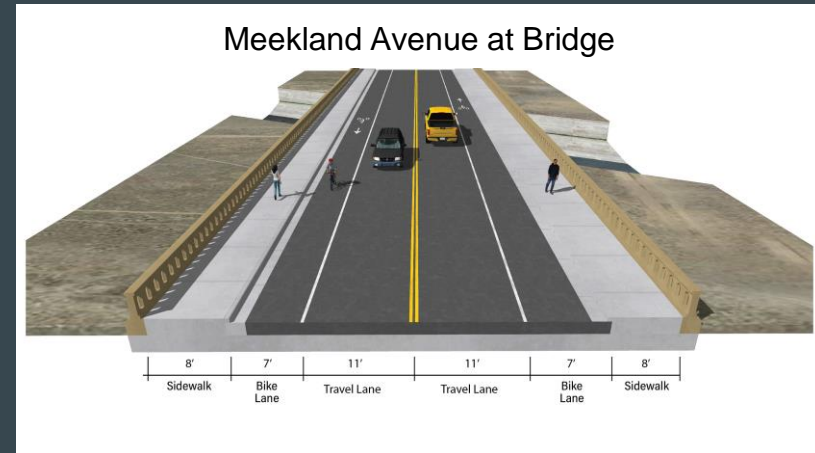 Meekland Avenue at Bridge
8' 7' 11' 11' 7' 8'
Sidewalk Bike Lane Travel Lane Travel Lane Bike Lane Sidewalk